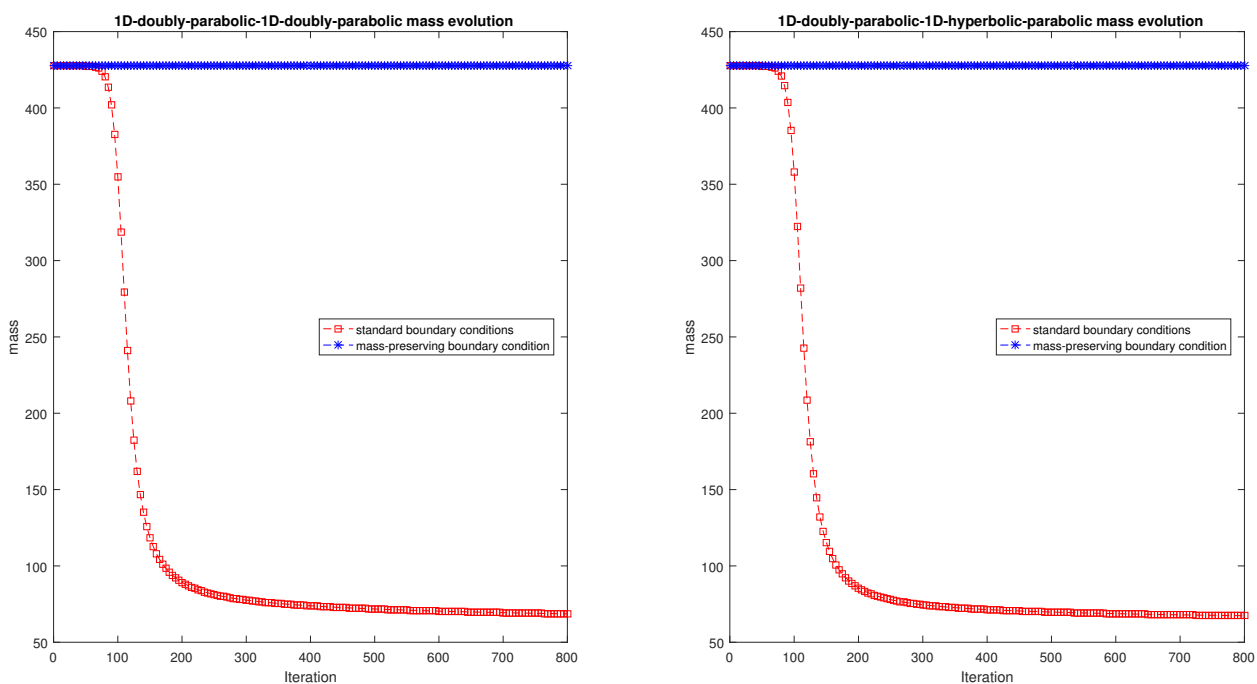 1D-doubly-parabolic-1D-doubly-parabolic mass evolution
450
400
350
300
250
200
150
100
50
mass
standard boundary conditions
mass-preserving boundary condition
0 100 200 300 400 500 600 700 800
Iteration
1D-doubly-parabolic-1D-hyperbolic-parabolic mass evolution
450
400
350
300
250
200
150
100
50
mass
standard boundary conditions
mass-preserving boundary condition
0 100 200 300 400 500 600 700 800
Iteration